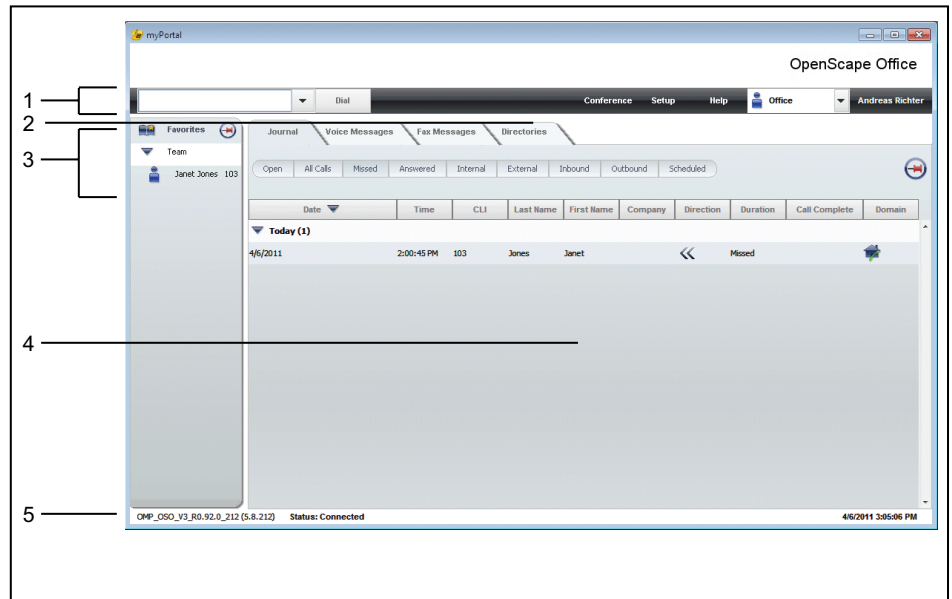 myPortal
OpenScape Office
1
Dial
Conference Setup Help Office Andreas Richter
2
3
Favorites
Journal Voice Messages Fax Messages Directories
Team
Janet Jones 103
Open All Calls Missed Answered Internal External Inbound Outbound Scheduled
Date Time CLI Last Name First Name Company Direction Duration Call Complete Domain
Today (1)
4/6/2011 2:00:45 PM 103 Jones Janet Missed
4
5
OMP_OSO_V3_R0.92.0_212 (5.8.212) Status: Connected 4/6/2011 3:05:06 PM